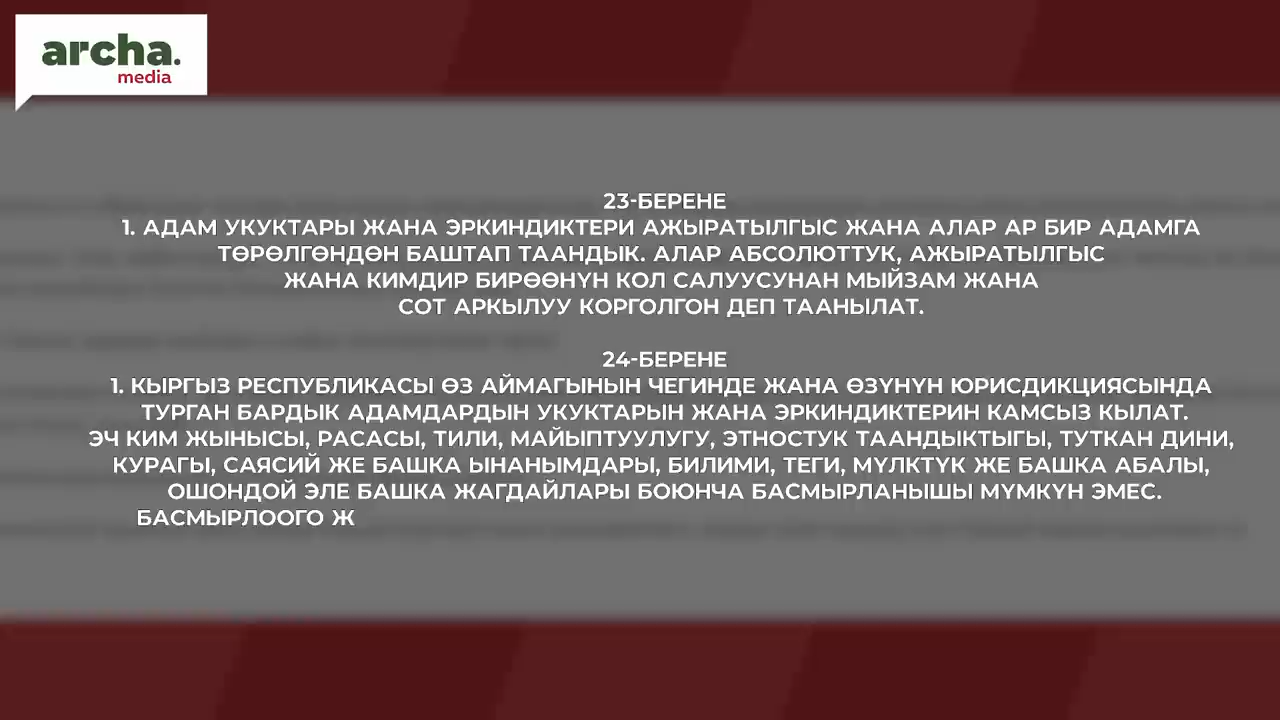 archa.
media
23-БЕРЕНЕ
1. АДАМ УКУКТАРЫ ЖАНА ЭРКИНДИКТЕРИ АЖЫРАТЫЛГЫС ЖАНА АЛАР АР БИР АДАМГА
ТӨРӨЛГӨНДӨН БАШТАП ТААНДЫК. АЛАР АБСОЛЮТТУК, АЖЫРАТЫЛГЫС
ЖАНА КИМДИР БИРӨӨНҮН КОЛ САЛУУСУНАН МЫЙЗАМ ЖАНА
СОТ АРКЫЛУУ КОРГОЛГОН ДЕП ТААНЫЛАТ.
24-БЕРЕНЕ
1. КЫРГЫЗ РЕСПУБЛИКАСЫ ӨЗ АЙМАГЫНЫН ЧЕГИНДЕ ЖАНА ӨЗҮНҮН ЮРИСДИКЦИЯСЫНДА
ТУРГАН БАРДЫК АДАМДАРДЫН УКУКТАРЫН ЖАНА ЭРКИНДИКТЕРИН КАМСЫЗ КЫЛАТ.
ЭЧ КИМ ЖЫНЫСЫ, РАСАСЫ, ТИЛИ, МАЙЫПТУУЛУГУ, ЭТНОСТУК ТААНДЫКТЫГЫ, ТУТКАН ДИНИ,
КУРАГЫ, САЯСИЙ ЖЕ БАШКА ЫНАНЫМДАРЫ, БИЛИМИ, ТЕГИ, МҮЛКТҮК ЖЕ БАШКА АБАЛЫ,
ОШОНДОЙ ЭЛЕ БАШКА ЖАГДАЙЛАРЫ БОЮНЧА БАСМЫРЛАНЫШЫ МҮМКҮН ЭМЕС.
БАСМЫРЛООГО Ж